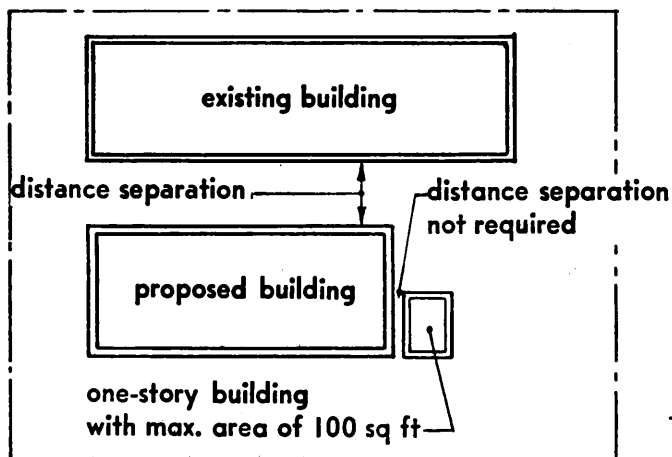 existing building
distance separation
distance separation
not required
proposed building
one-story building
with max. area of 100 sq ft